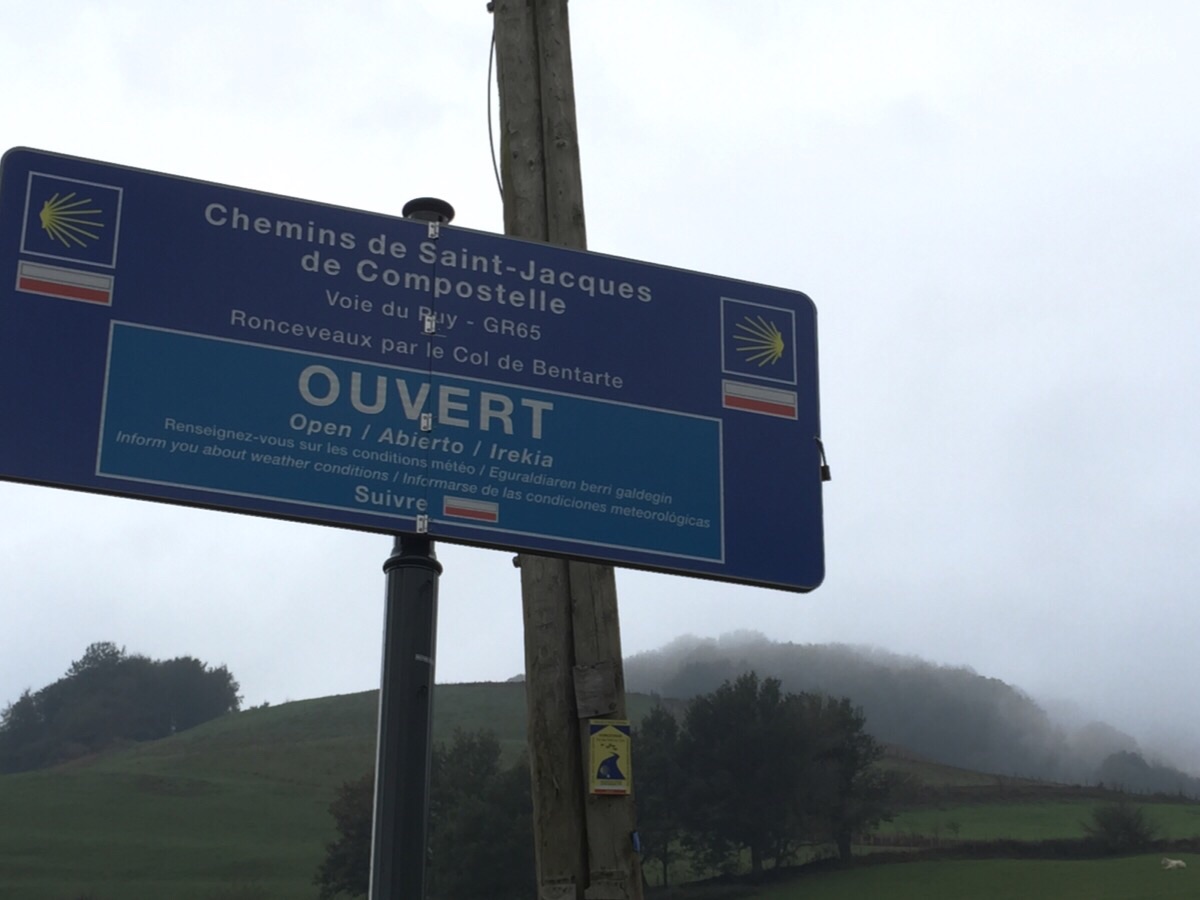 Chemins de Saint-Jacques
de Compostelle
Voie du Puy - GR65
Ronceveaux par le Col de Bentarte
OUVERT
Open / Abierto / Irekia
Renseignez-vous sur les conditions météo / Eguraldiaren berri galdegin
Inform you about weather conditions / Informarse de las condiciones meteorológicas
Suivre